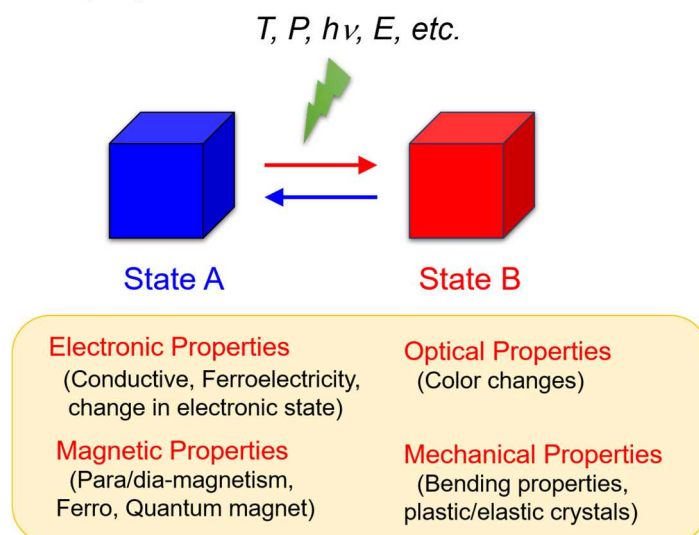 T, P, hν, E, etc.
State A
State B
Electronic Properties
(Conductive, Ferroelectricity,
change in electronic state)
Optical Properties
(Color changes)
Magnetic Properties
(Para/dia-magnetism,
Ferro, Quantum magnet)
Mechanical Properties
(Bending properties,
plastic/elastic crystals)